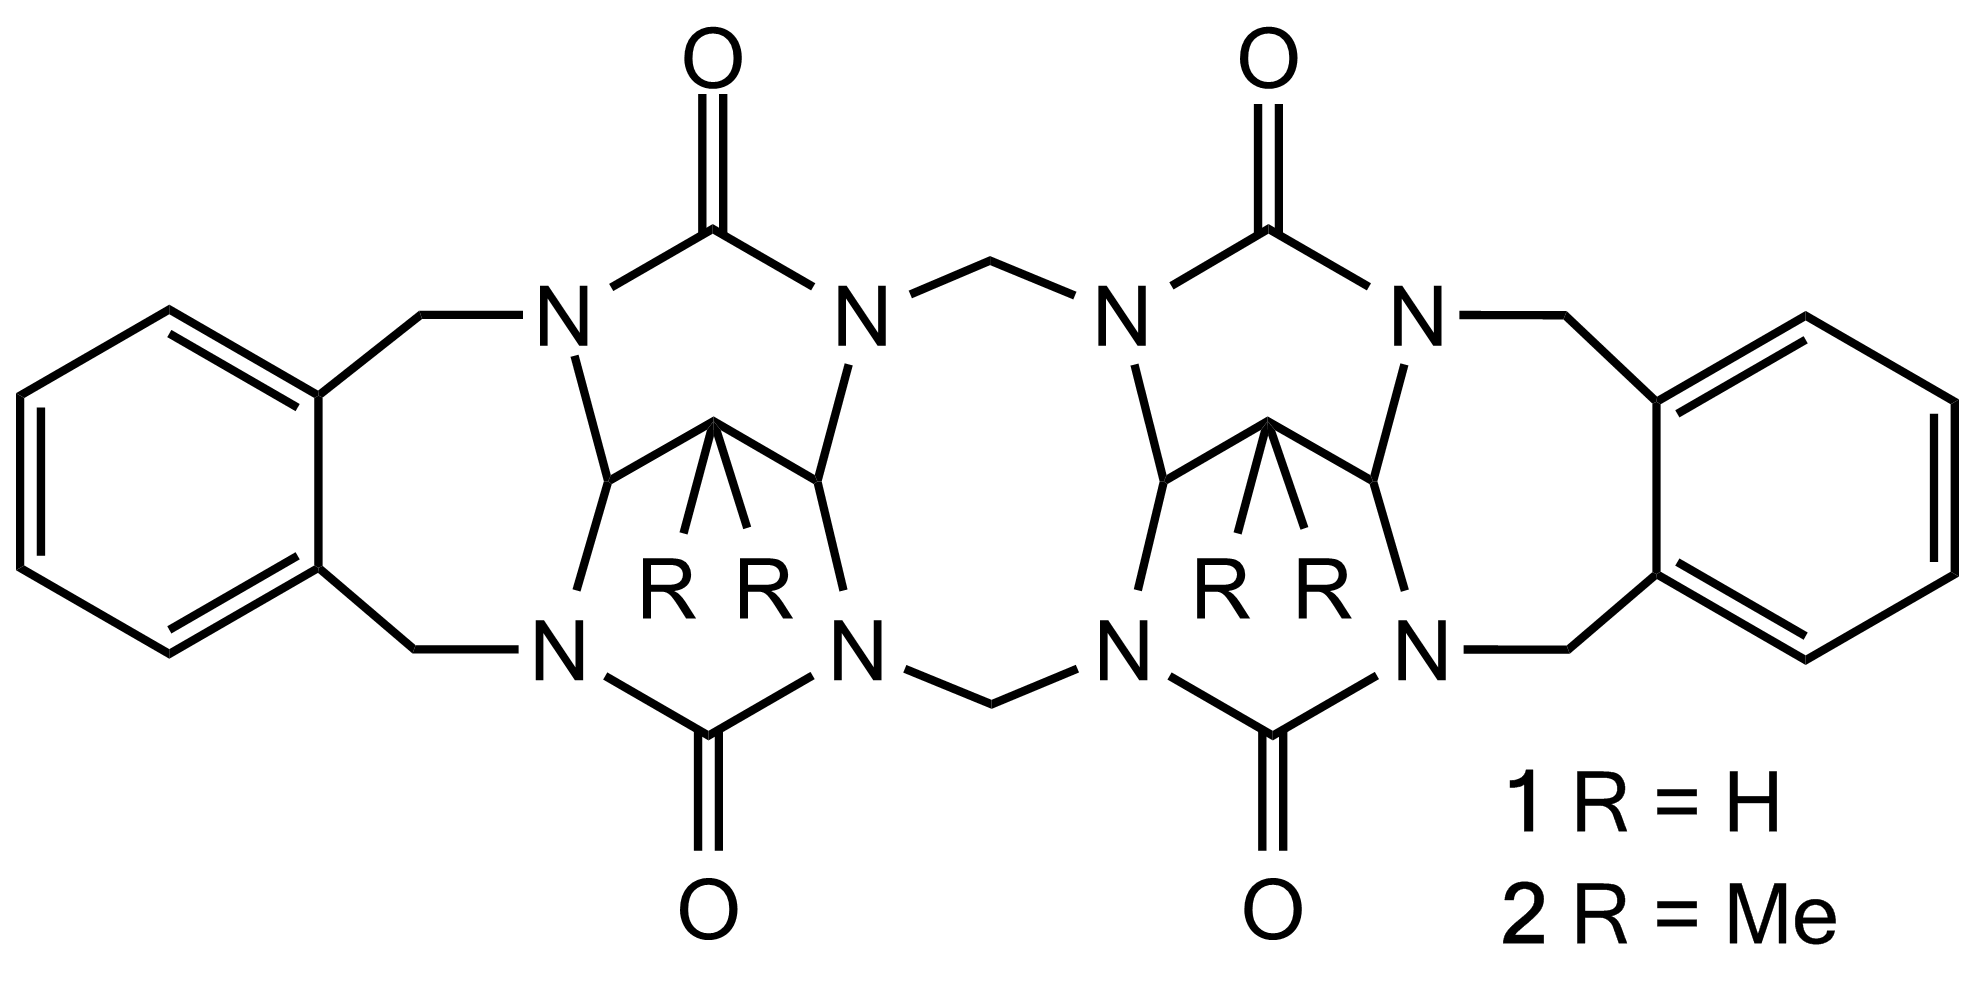 O O
N N N N
R R R R
N N N N
O O
1 R = H
2 R = Me